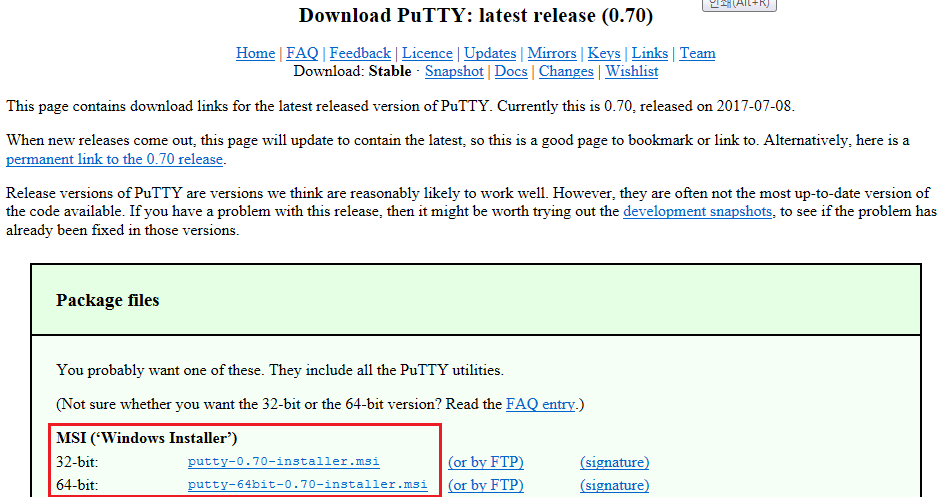 인쇄(Alt+R)
Download PuTTY: latest release (0.70)
Home | FAQ | Feedback | Licence | Updates | Mirrors | Keys | Links | Team
Download: Stable · Snapshot | Docs | Changes | Wishlist
This page contains download links for the latest released version of PuTTY. Currently this is 0.70, released on 2017-07-08.
When new releases come out, this page will update to contain the latest, so this is a good page to bookmark or link to. Alternatively, here is a
permanent link to the 0.70 release.
Release versions of PuTTY are versions we think are reasonably likely to work well. However, they are often not the most up-to-date version of
the code available. If you have a problem with this release, then it might be worth trying out the development snapshots, to see if the problem has
already been fixed in those versions.
Package files
You probably want one of these. They include all the PuTTY utilities.
(Not sure whether you want the 32-bit or the 64-bit version? Read the FAQ entry.)
MSI (‘Windows Installer’)
32-bit: putty-0.70-installer.msi (or by FTP) (signature)
64-bit: putty-64bit-0.70-installer.msi (or by FTP) (signature)